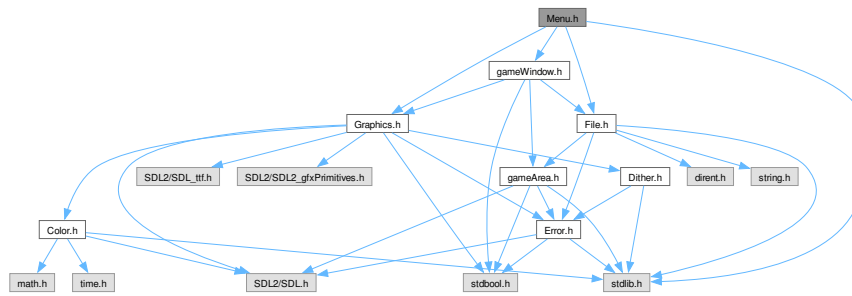 Menu.h
gameWindow.h
Graphics.h
File.h
SDL2/SDL_ttf.h
SDL2/SDL2_gfxPrimitives.h
gameArea.h
Dither.h
dirent.h
string.h
Color.h
Error.h
math.h
time.h
SDL2/SDL.h
stdbool.h
stdlib.h